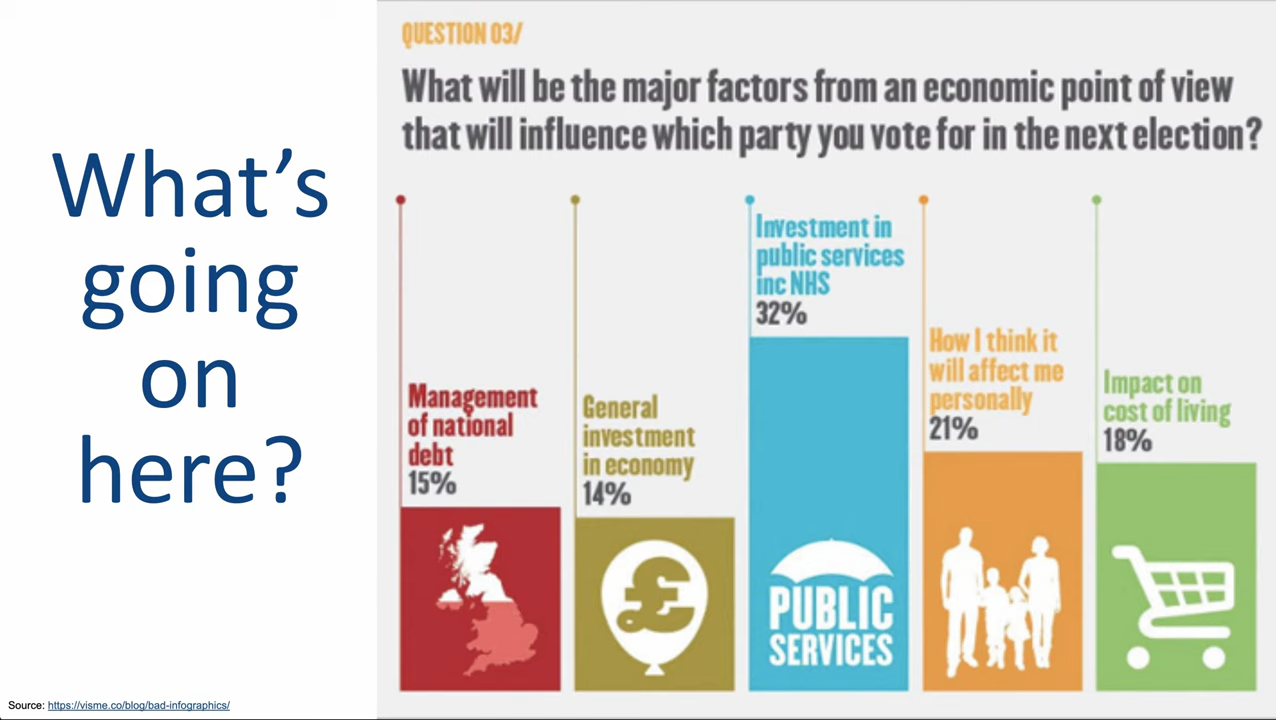 What's
going
on
here?
QUESTION 03/
What will be the major factors from an economic point of view
that will influence which party you vote for in the next election?
Management
of national
debt
15%
General
investment
in economy
14%
Investment in
public services
inc NHS
32%
PUBLIC
SERVICES
How I think it
will affect me
personally
21%
Impact on
cost of living
18%
£
Source: https://visme.co/blog/bad-infographics/